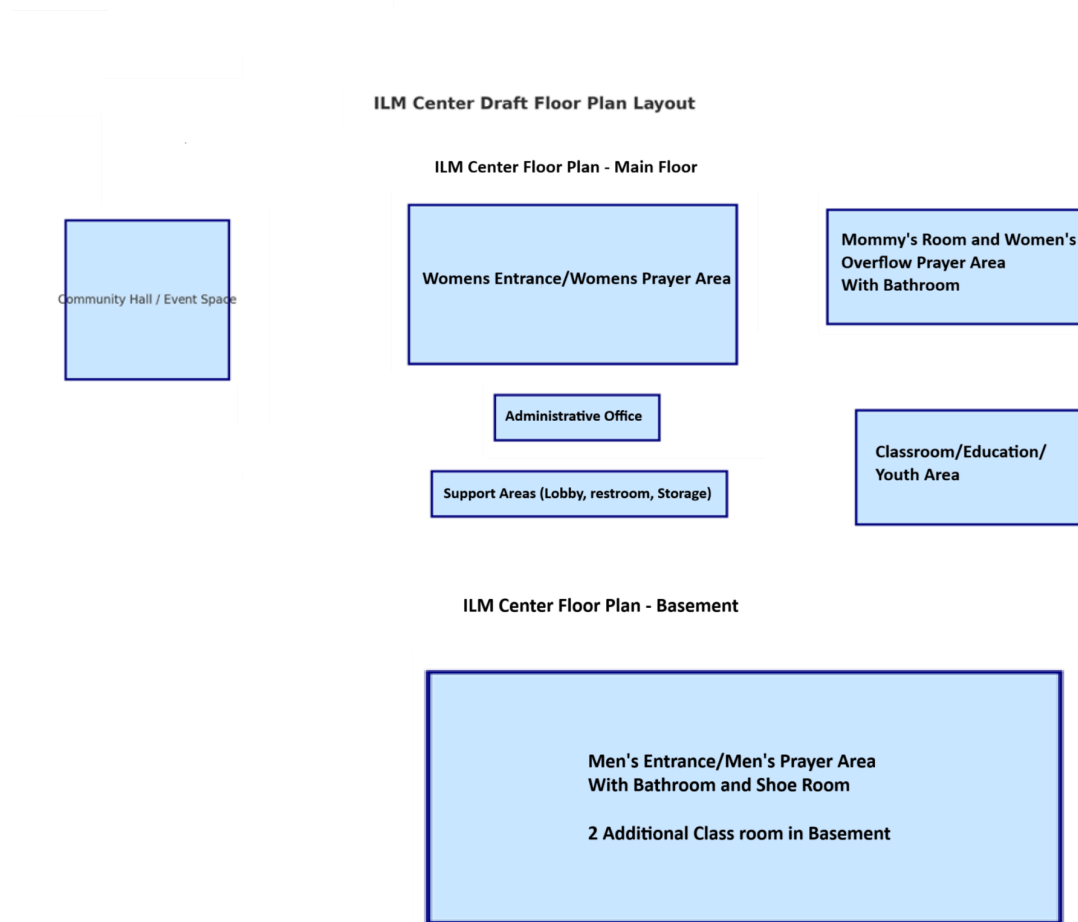 ILM Center Draft Floor Plan Layout
ILM Center Floor Plan - Main Floor
Community Hall / Event Space
Womens Entrance/Womens Prayer Area
Mommy's Room and Women's
Overflow Prayer Area
With Bathroom
Administrative Office
Support Areas (Lobby, restroom, Storage)
Classroom/Education/
Youth Area
ILM Center Floor Plan - Basement
Men's Entrance/Men's Prayer Area
With Bathroom and Shoe Room
2 Additional Class room in Basement